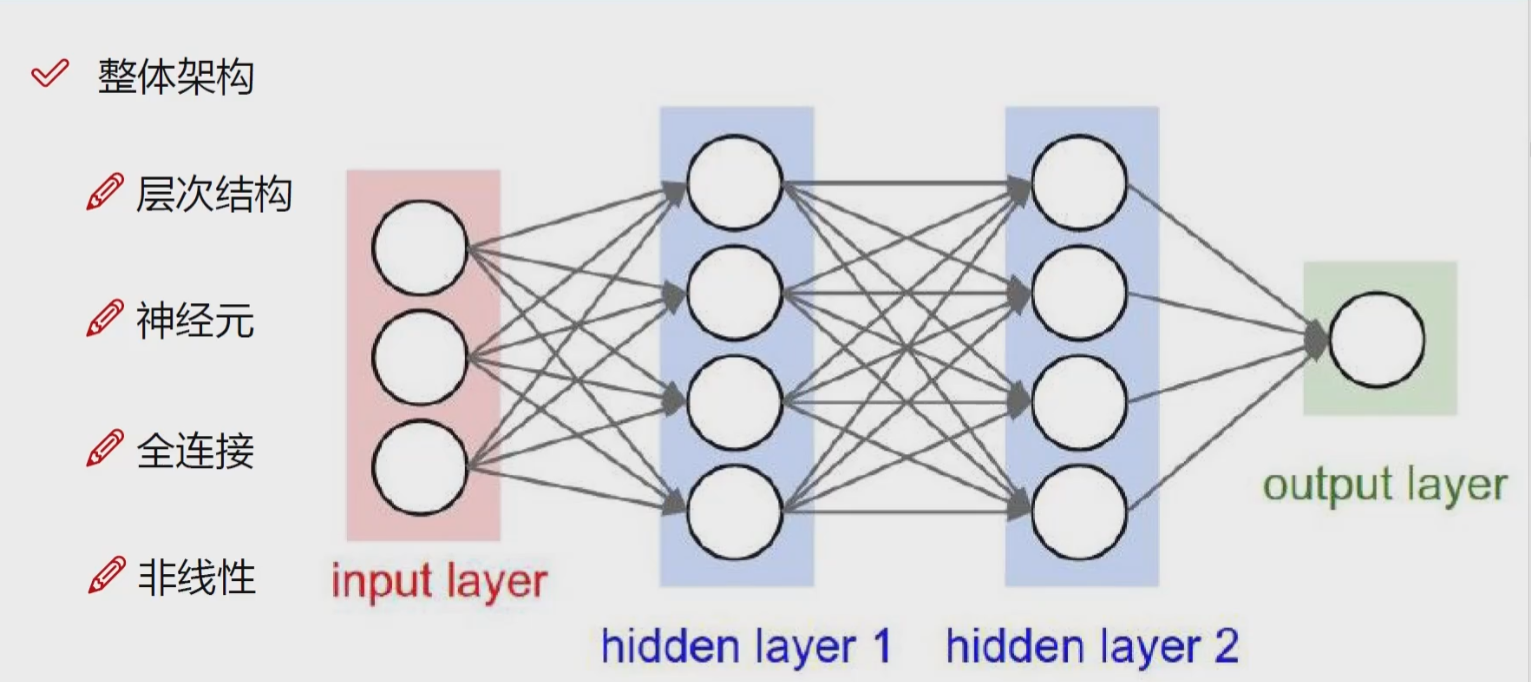 整体架构
层次结构
神经元
全连接
非线性
input layer
hidden layer 1
hidden layer 2
output layer